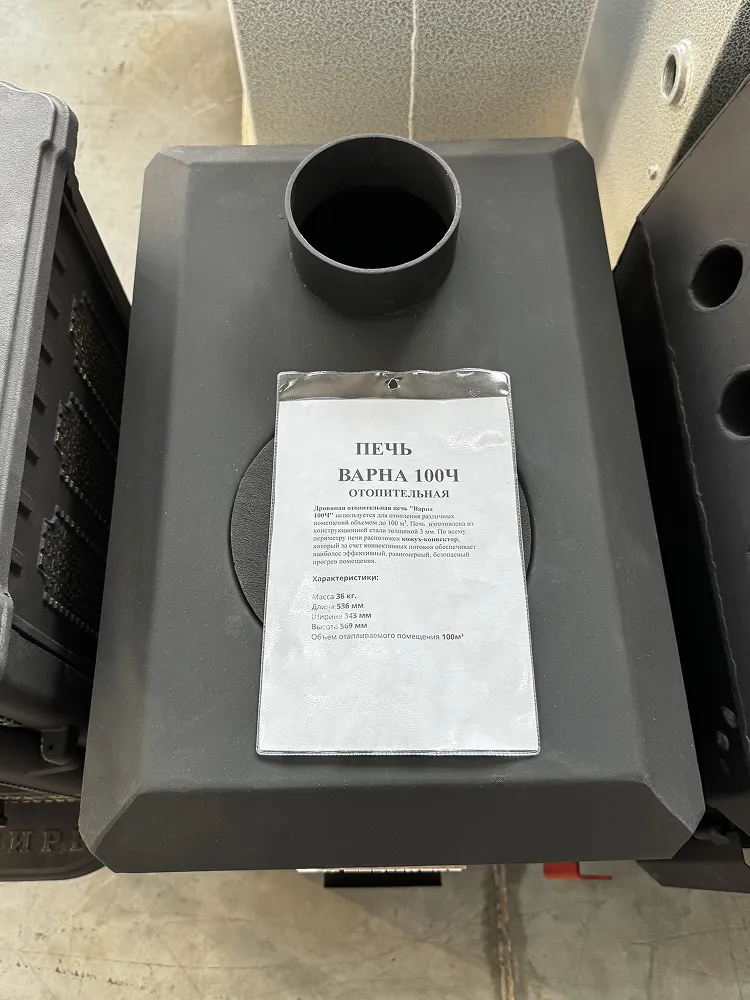 ПЕЧЬ
ВАРНА 100Ч
ОТОПИТЕЛЬНАЯ
Дровяная отопительная печь "Варна
100Ч" используется для отопления различных
помещений объемом до 100 м³. Печь изготовлена из
конструкционной стали толщиной 3 мм. По всему
периметру печи расположен кожух-конвектор,
который за счет конвективных потоков обеспечивает
наиболее эффективный, равномерный, безопасный
прогрев помещения.
Характеристики:
Масса 36 кг.
Длина 536 мм
Ширина 343 мм
Высота 569 мм
Объем отапливаемого помещения 100м³